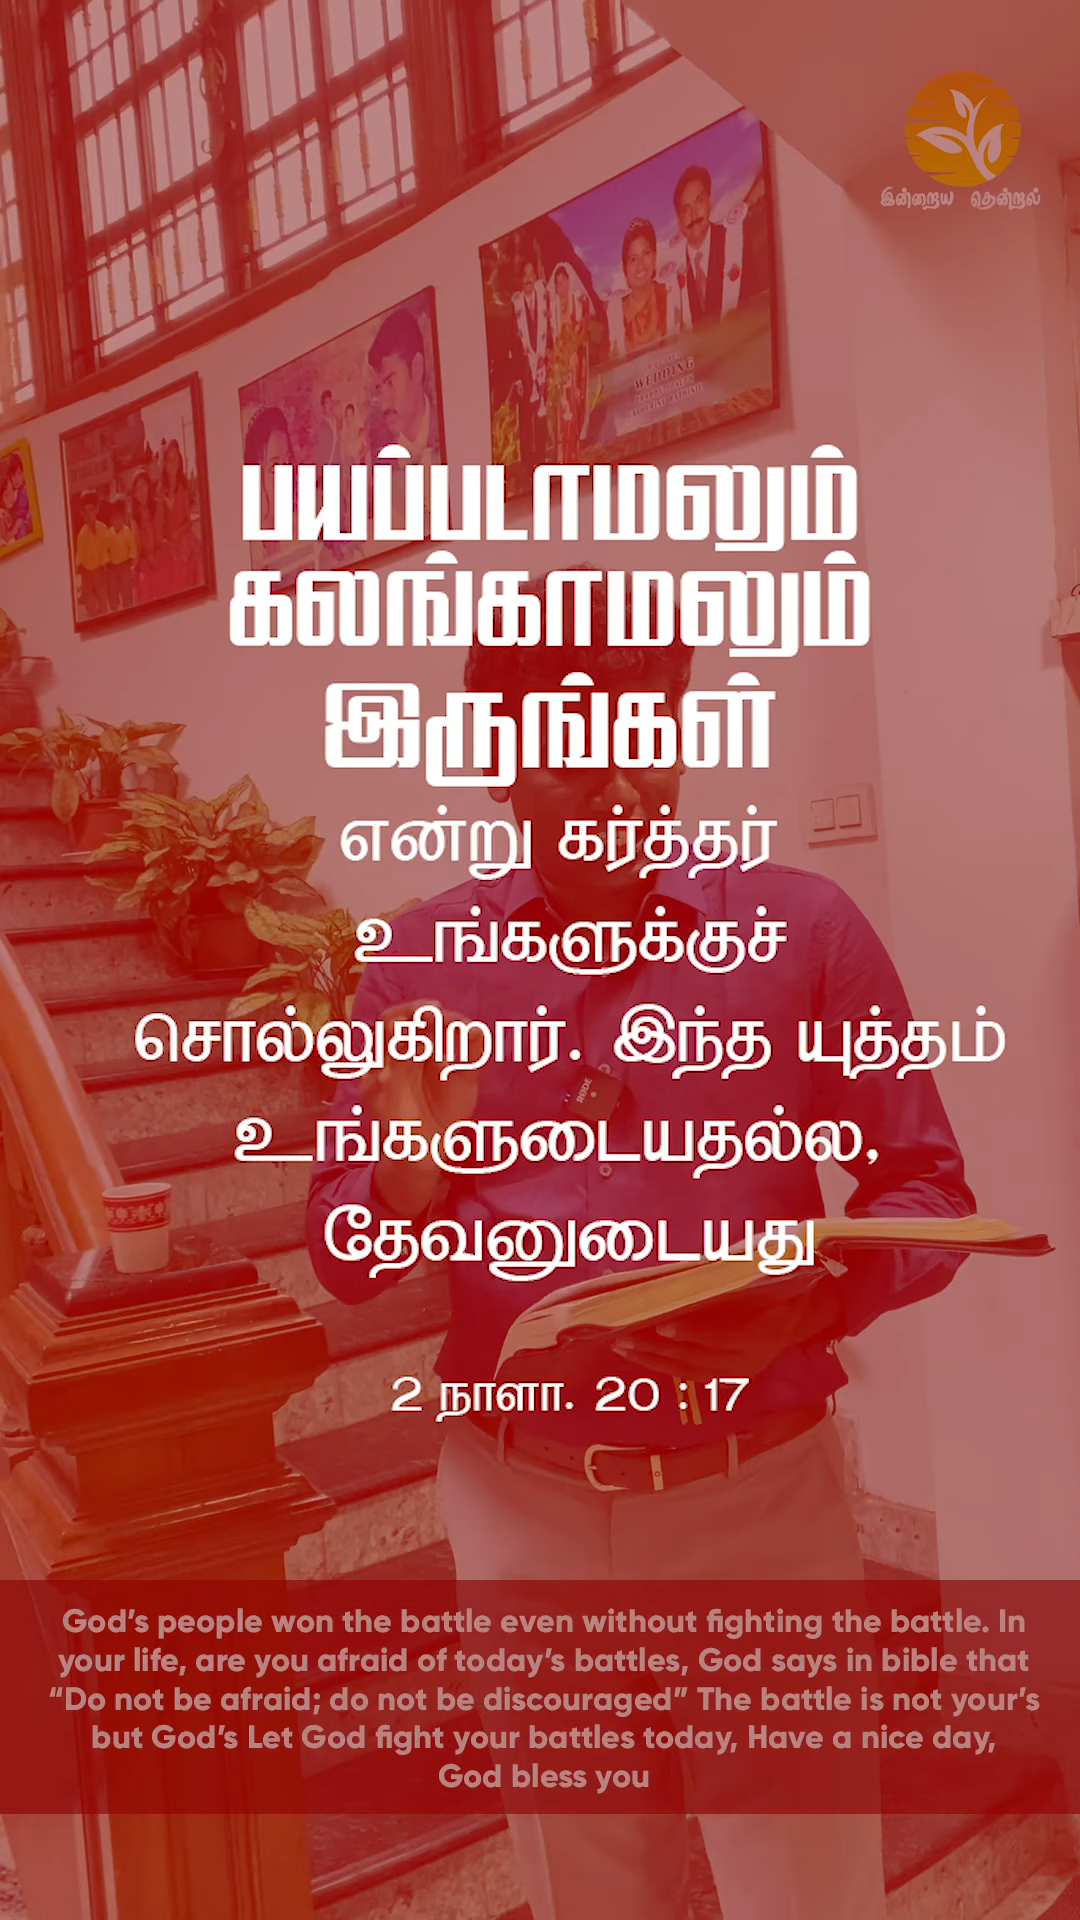 இன்றைய தென்றல்
WEDDING
பயப்படாமலும்
கலங்காமலும்
இருங்கள்
என்று கர்த்தர்
உங்களுக்குச்
சொல்லுகிறார். இந்த யுத்தம்
RØDE
உங்களுடையதல்ல,
தேவனுடையது
2 நாளா. 20 : 17
God's people won the battle even without fighting the battle. In
your life, are you afraid of today's battles, God says in bible that
“Do not be afraid; do not be discouraged” The battle is not your's
but God's Let God fight your battles today, Have a nice day,
God bless you